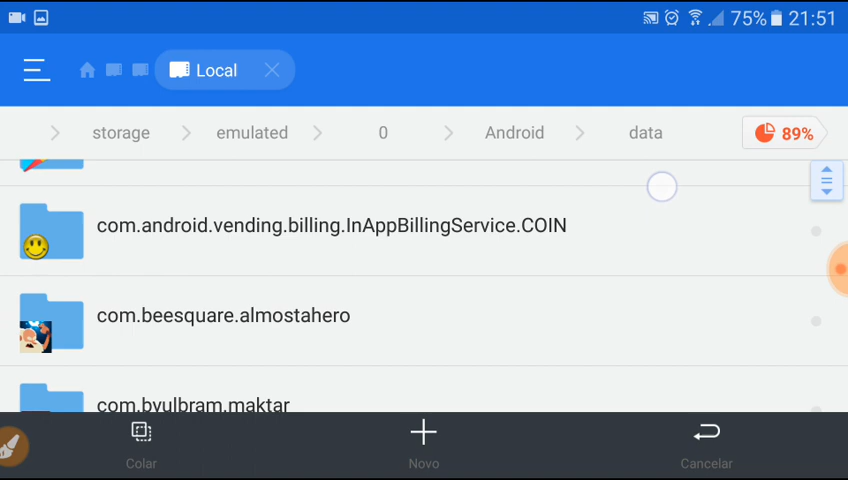 75% 21:51
Local
storage emulated 0 Android data 89%
com.android.vending.billing.InAppBillingService.COIN
com.beesquare.almostahero
com.byulbram.maktar
Colar Novo Cancelar